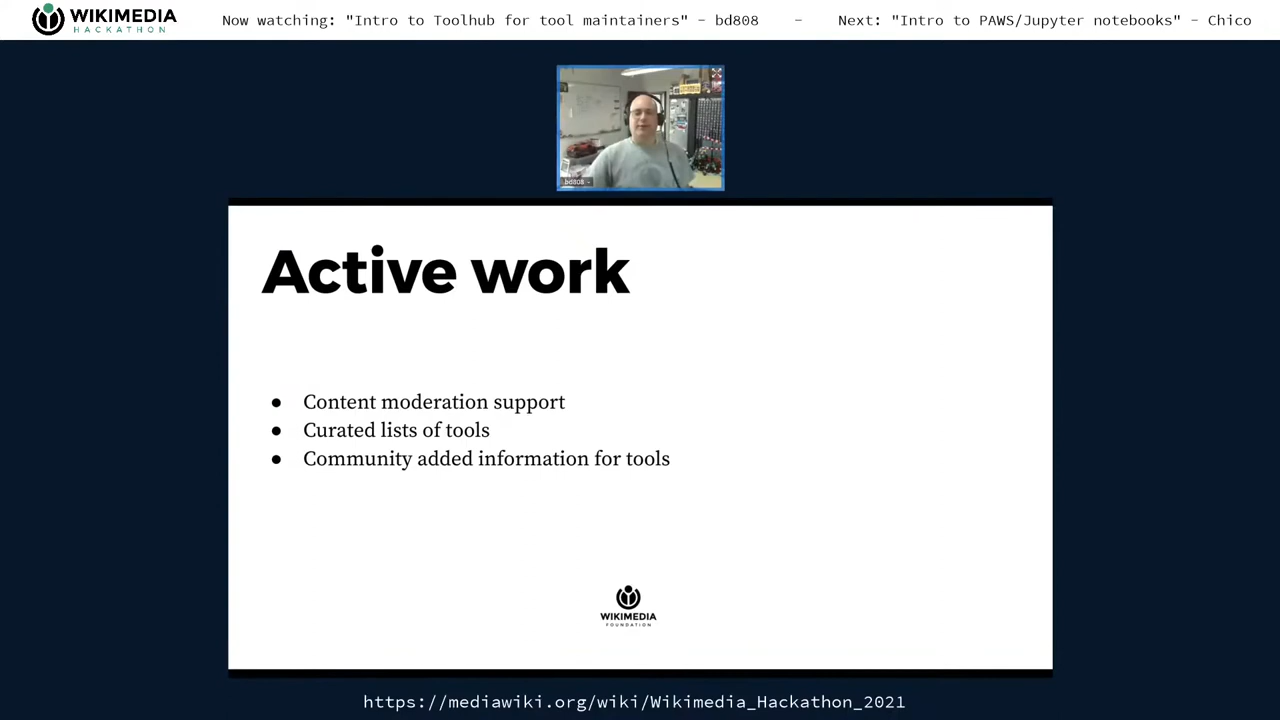 WIKIMEDIA
HACKATHON
Now watching: "Intro to Toolhub for tool maintainers" - bd808 - Next: "Intro to PAWS/Jupyter notebooks" - Chico
bd808
Active work
● Content moderation support
● Curated lists of tools
● Community added information for tools
WIKIMEDIA
FOUNDATION
https://mediawiki.org/wiki/Wikimedia_Hackathon_2021